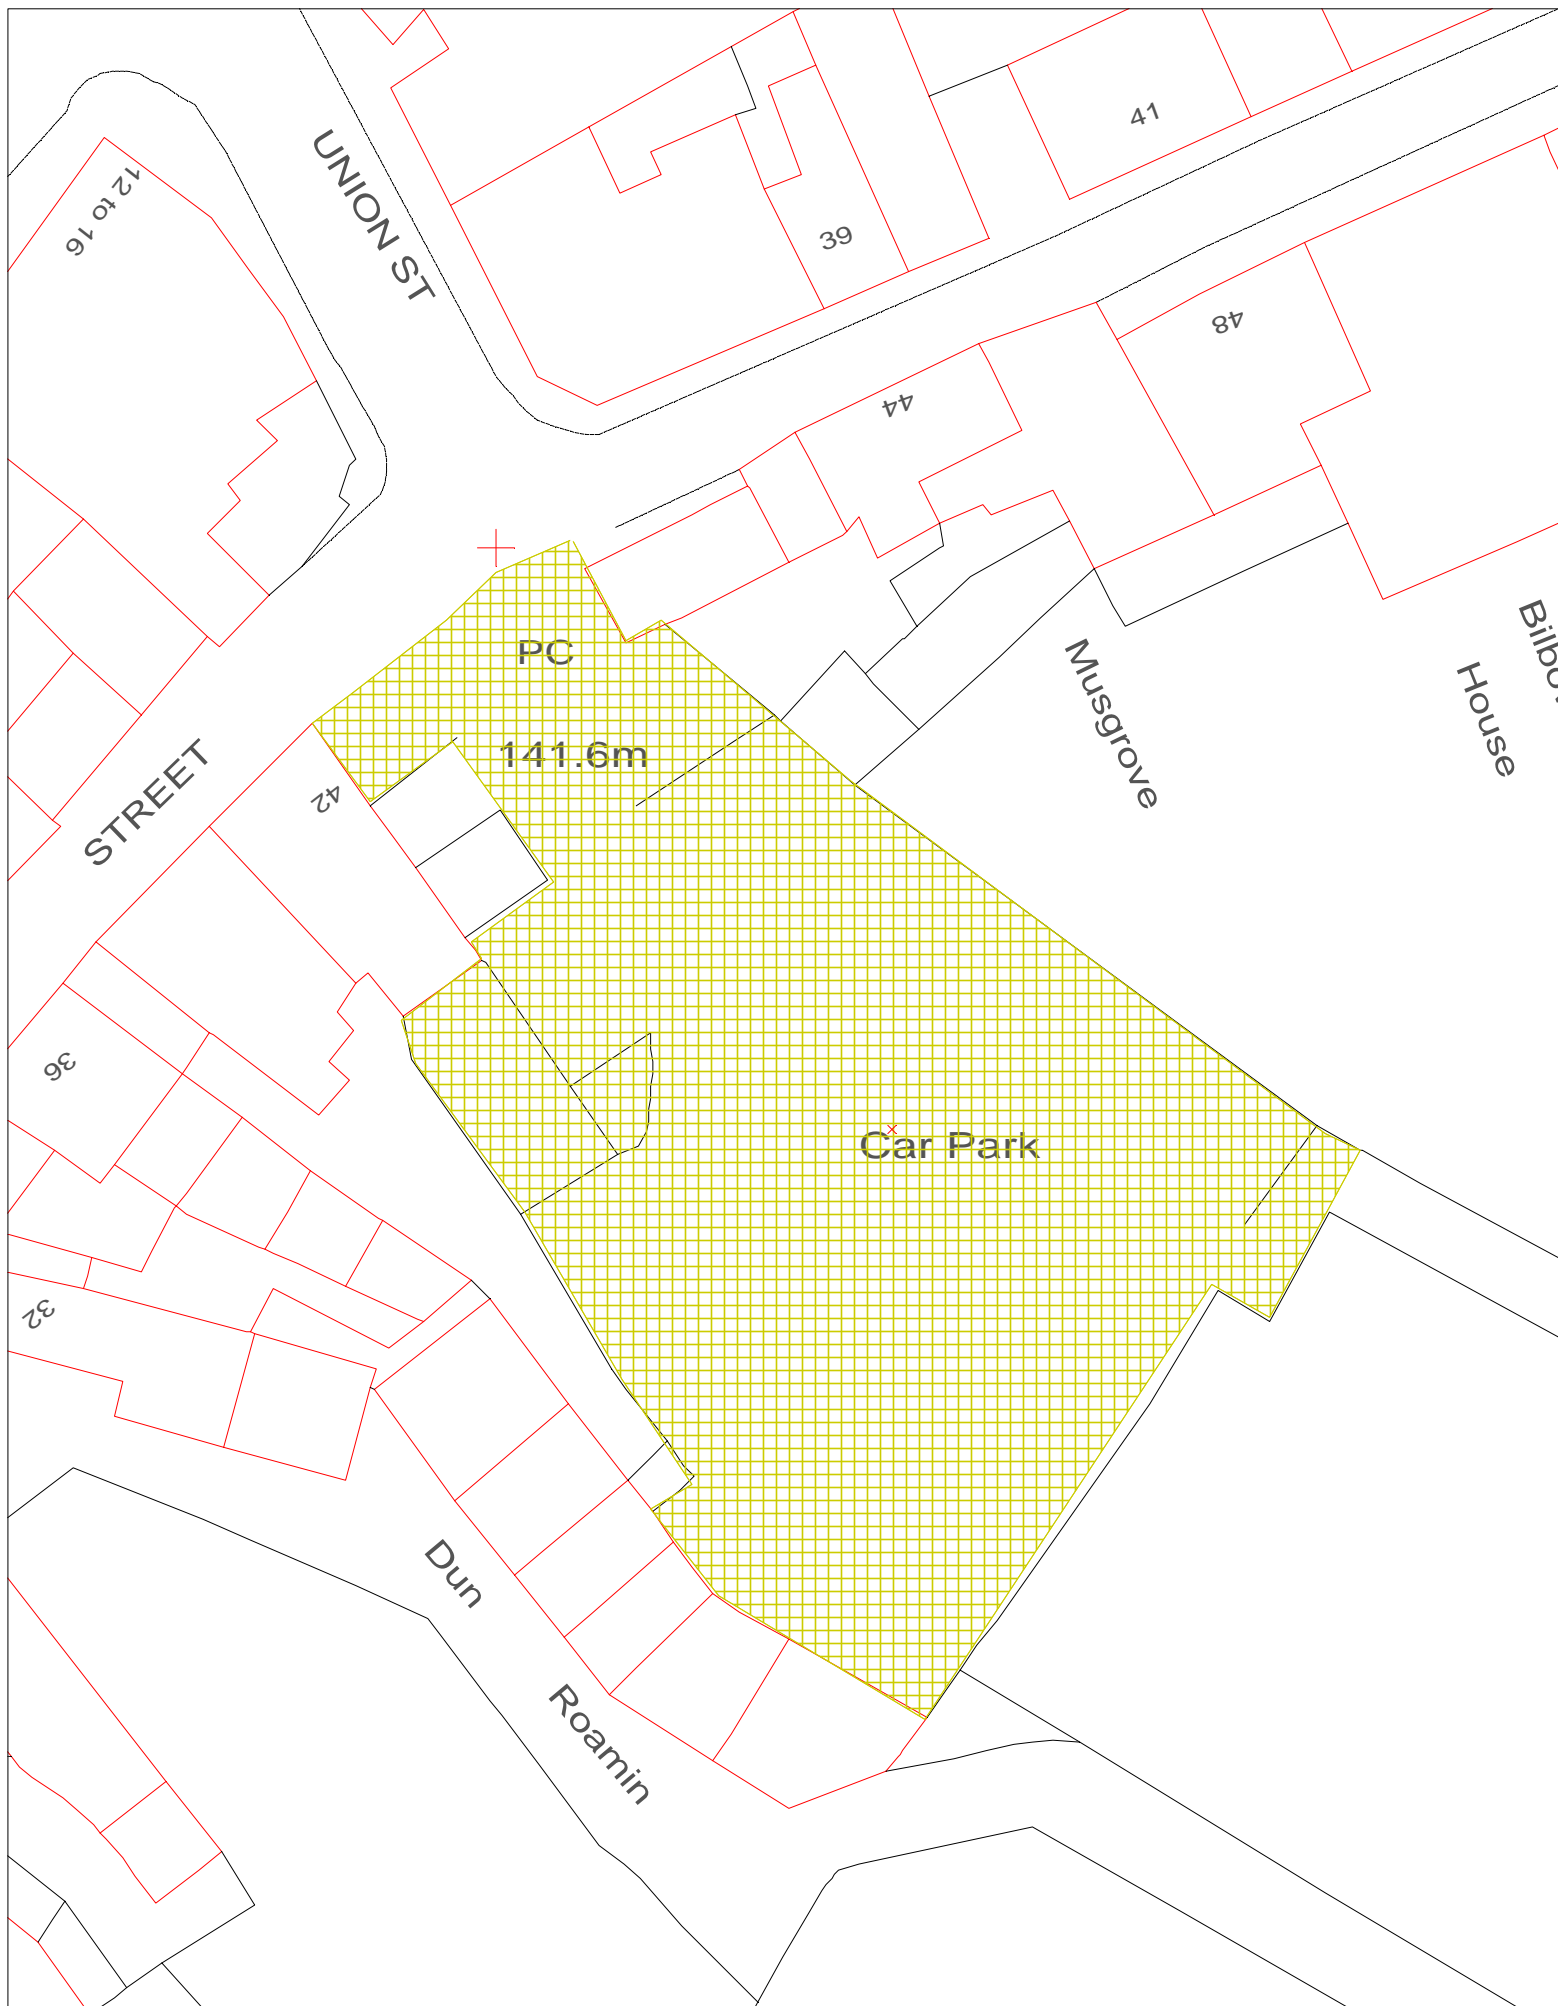 41
UNION ST
12 to 16
39
48
44
PC
Musgrove
House
141.6m
42
STREET
36
Car Park
32
Dun
Roamin